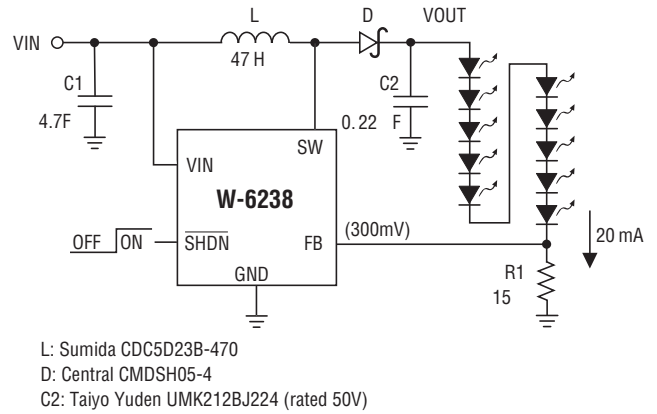 L
D
VOUT
VIN
47 H
C1
C2
4.7F
0.22 F
SW
VIN
W-6238
OFF ON
SHDN
FB
(300mV)
20 mA
GND
R1
15
L: Sumida CDC5D23B-470
D: Central CMDSH05-4
C2: Taiyo Yuden UMK212BJ224 (rated 50V)